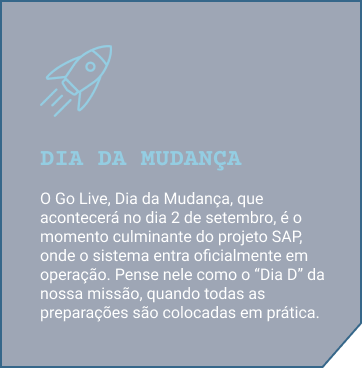 DIA DA MUDANÇA
O Go Live, Dia da Mudança, que
acontecerá no dia 2 de setembro, é o
momento culminante do projeto SAP,
onde o sistema entra oficialmente em
operação. Pense nele como o “Dia D” da
nossa missão, quando todas as
preparações são colocadas em prática.